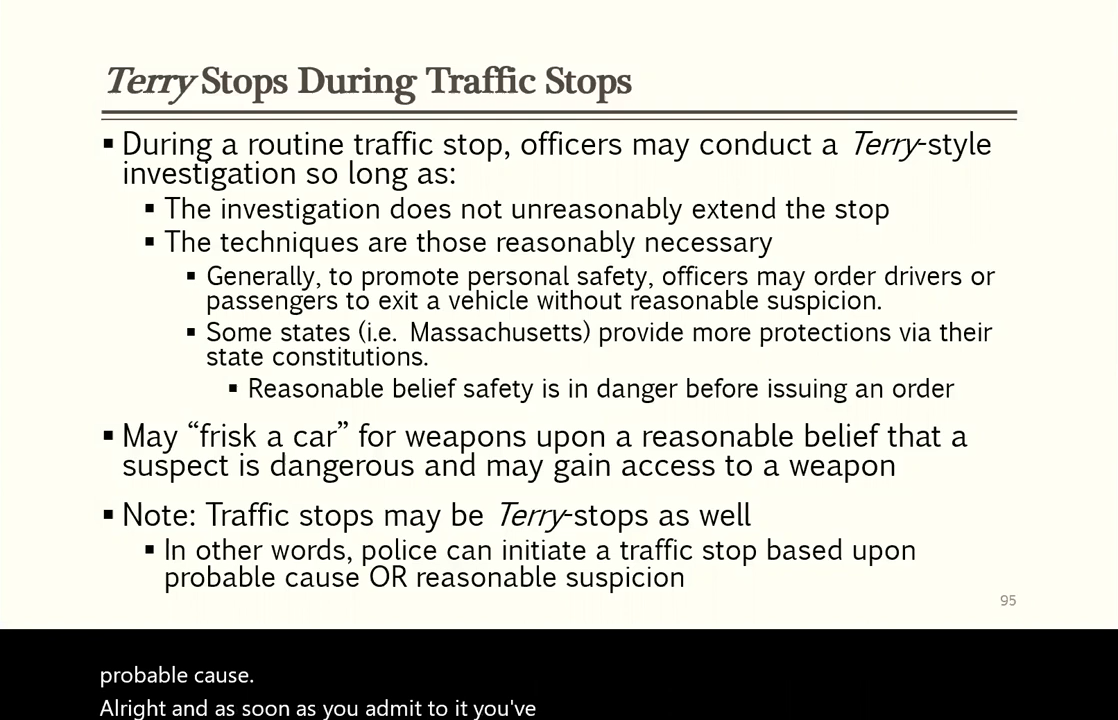 Terry Stops During Traffic Stops
▪ During a routine traffic stop, officers may conduct a Terry-style
investigation so long as:
▪ The investigation does not unreasonably extend the stop
▪ The techniques are those reasonably necessary
▪ Generally, to promote personal safety, officers may order drivers or
passengers to exit a vehicle without reasonable suspicion.
▪ Some states (i.e. Massachusetts) provide more protections via their
state constitutions.
▪ Reasonable belief safety is in danger before issuing an order
▪ May “frisk a car” for weapons upon a reasonable belief that a
suspect is dangerous and may gain access to a weapon
▪ Note: Traffic stops may be Terry-stops as well
▪ In other words, police can initiate a traffic stop based upon
probable cause OR reasonable suspicion
95
probable cause.
Alright and as soon as you admit to it you've